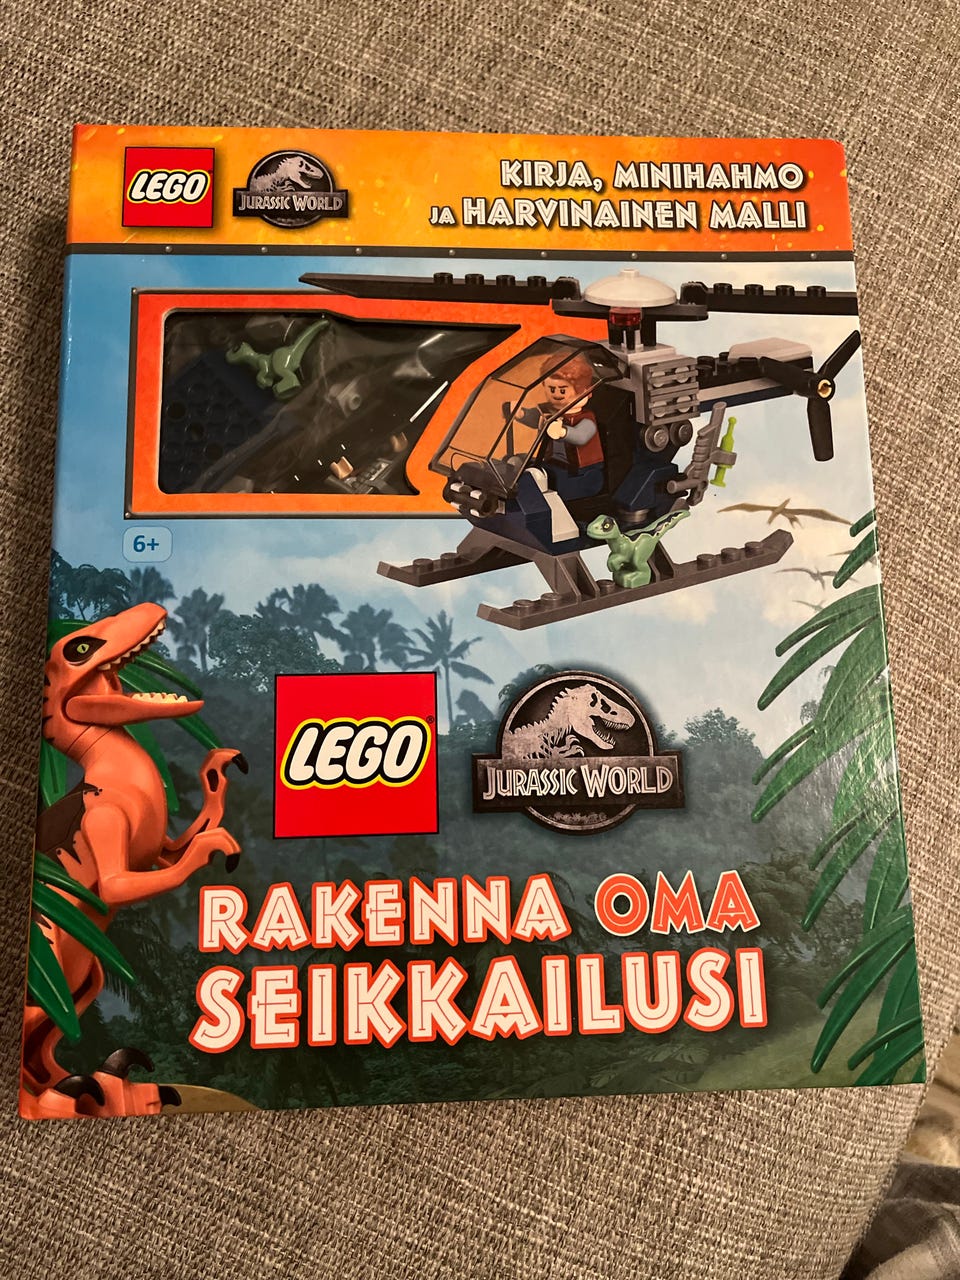 LEGO
JURASSIC WORLD
KIRJA, MINIHAHMO
JA HARVINAINEN MALLI
6+
LEGO®
JURASSIC WORLD
RAKENNA OMA
SEIKKAILUSI